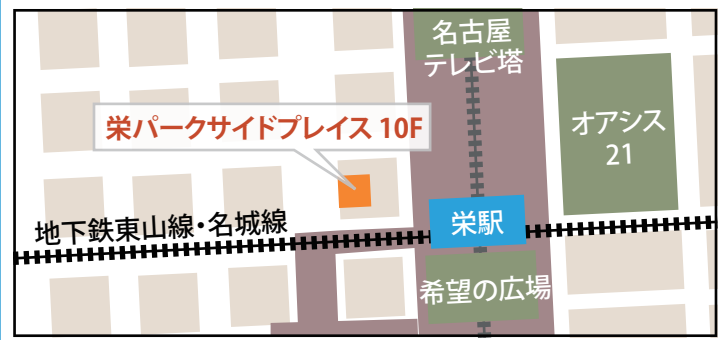 名古屋
テレビ塔
栄パークサイドプレイス 10F
オアシス
21
地下鉄東山線・名城線
栄駅
希望の広場